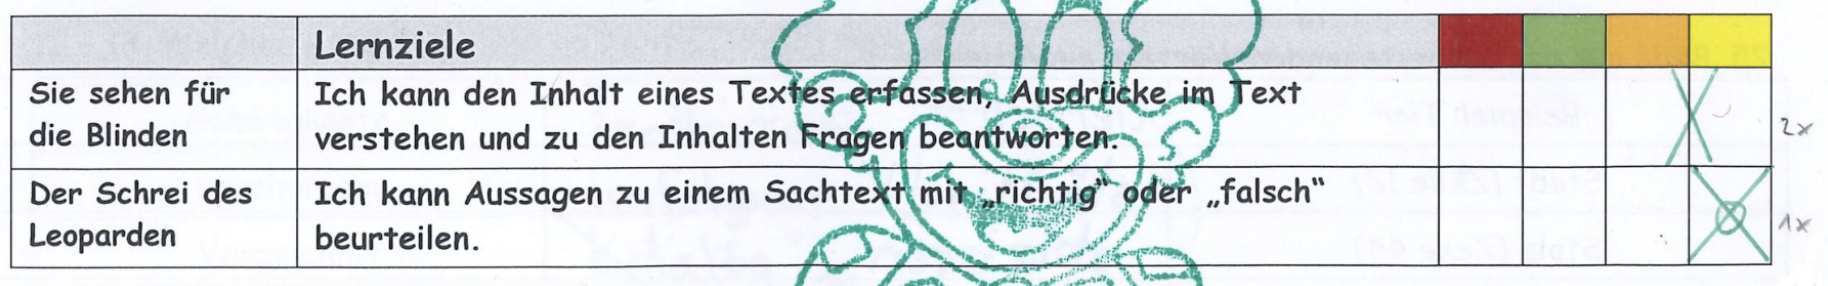 Lernziele
Sie sehen für
die Blinden
Ich kann den Inhalt eines Textes erfassen, Ausdrücke im Text
verstehen und zu den Inhalten Fragen beantworten.
2x
Der Schrei des
Leoparden
Ich kann Aussagen zu einem Sachtext mit „richtig“ oder „falsch“
beurteilen.
1x